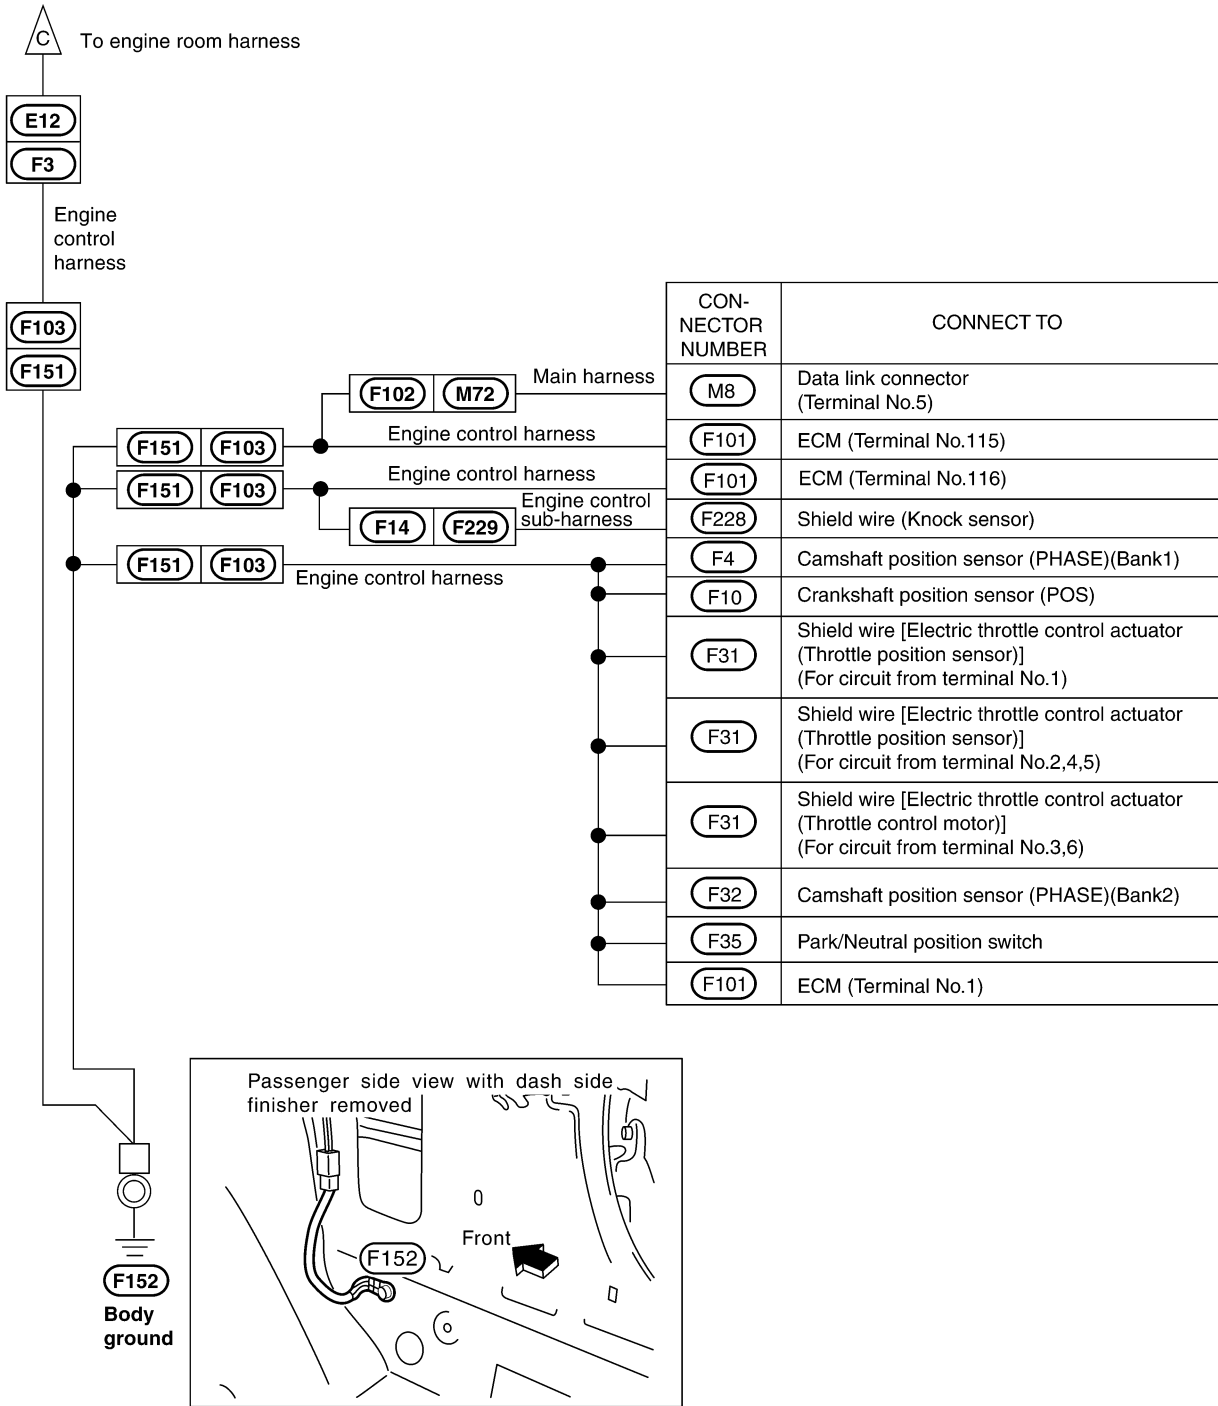 C
To engine room harness
E12
F3
Engine
control
harness
F103
F151
CON-
NECTOR
NUMBER
CONNECT TO
Main harness
F102
M72
M8
Data link connector
(Terminal No.5)
Engine control harness
F151
F103
F101
ECM (Terminal No.115)
Engine control harness
F151
F103
F101
ECM (Terminal No.116)
Engine control
sub-harness
F14
F229
F228
Shield wire (Knock sensor)
F151
F103
Engine control harness
F4
Camshaft position sensor (PHASE)(Bank1)
F10
Crankshaft position sensor (POS)
F31
Shield wire [Electric throttle control actuator
(Throttle position sensor)]
(For circuit from terminal No.1)
F31
Shield wire [Electric throttle control actuator
(Throttle position sensor)]
(For circuit from terminal No.2,4,5)
F31
Shield wire [Electric throttle control actuator
(Throttle control motor)]
(For circuit from terminal No.3,6)
F32
Camshaft position sensor (PHASE)(Bank2)
F35
Park/Neutral position switch
F101
ECM (Terminal No.1)
Passenger side view with dash side
finisher removed
Front
F152
F152
Body
ground